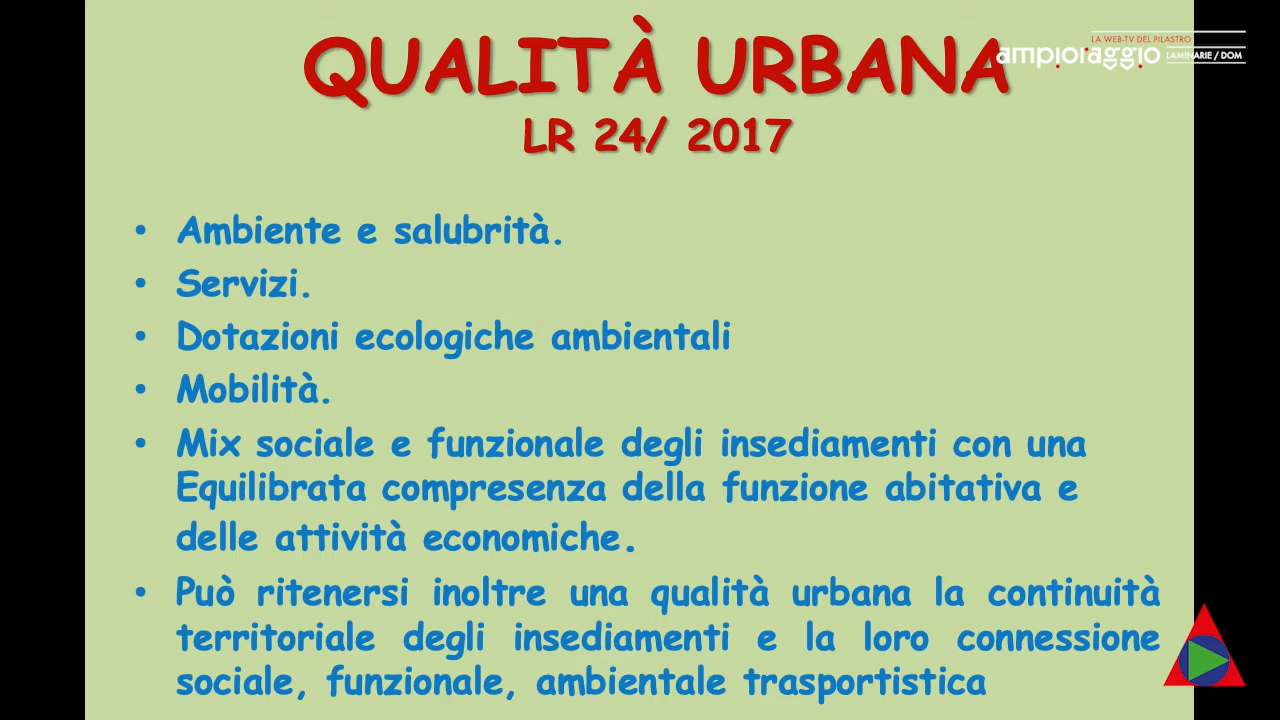 QUALITÀ URBANA
LA WEB-TV DEL PILASTRO
ampioraggio
LAMINARIE / DOM
LR 24/ 2017
• Ambiente e salubrità.
• Servizi.
• Dotazioni ecologiche ambientali
• Mobilità.
• Mix sociale e funzionale degli insediamenti con una
Equilibrata compresenza della funzione abitativa e
delle attività economiche.
• Può ritenersi inoltre una qualità urbana la continuità
territoriale degli insediamenti e la loro connessione
sociale, funzionale, ambientale trasportistica